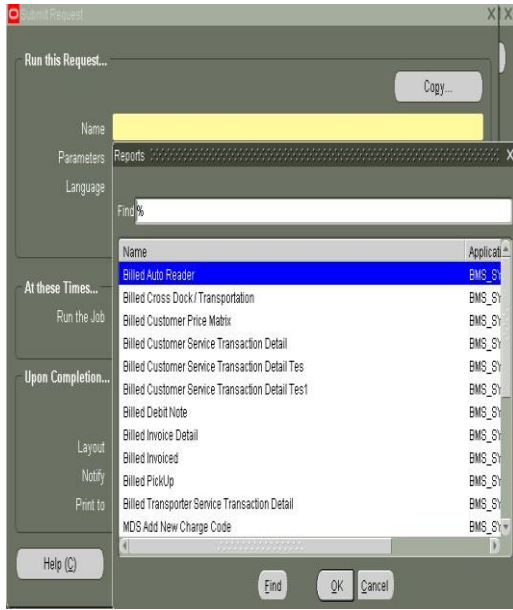 Submit Request
Run this Request...
Copy...
Name
Parameters
Language
Reports
Find %
Name Applicati
Billed Auto Reader BMS_SY
Billed Cross Dock / Transportation BMS_SY
Billed Customer Price Matrix BMS_SY
Billed Customer Service Transaction Detail BMS_SY
Billed Customer Service Transaction Detail Tes BMS_SY
Billed Customer Service Transaction Detail Tes1 BMS_SY
Billed Debit Note BMS_SY
Billed Invoice Detail BMS_SY
Billed Invoiced BMS_SY
Billed PickUp BMS_SY
Billed Transporter Service Transaction Detail BMS_SY
MDS Add New Charge Code BMS_SY
At these Times...
Run the Job
Upon Completion...
Layout
Notify
Print to
Help (C)
Find OK Cancel